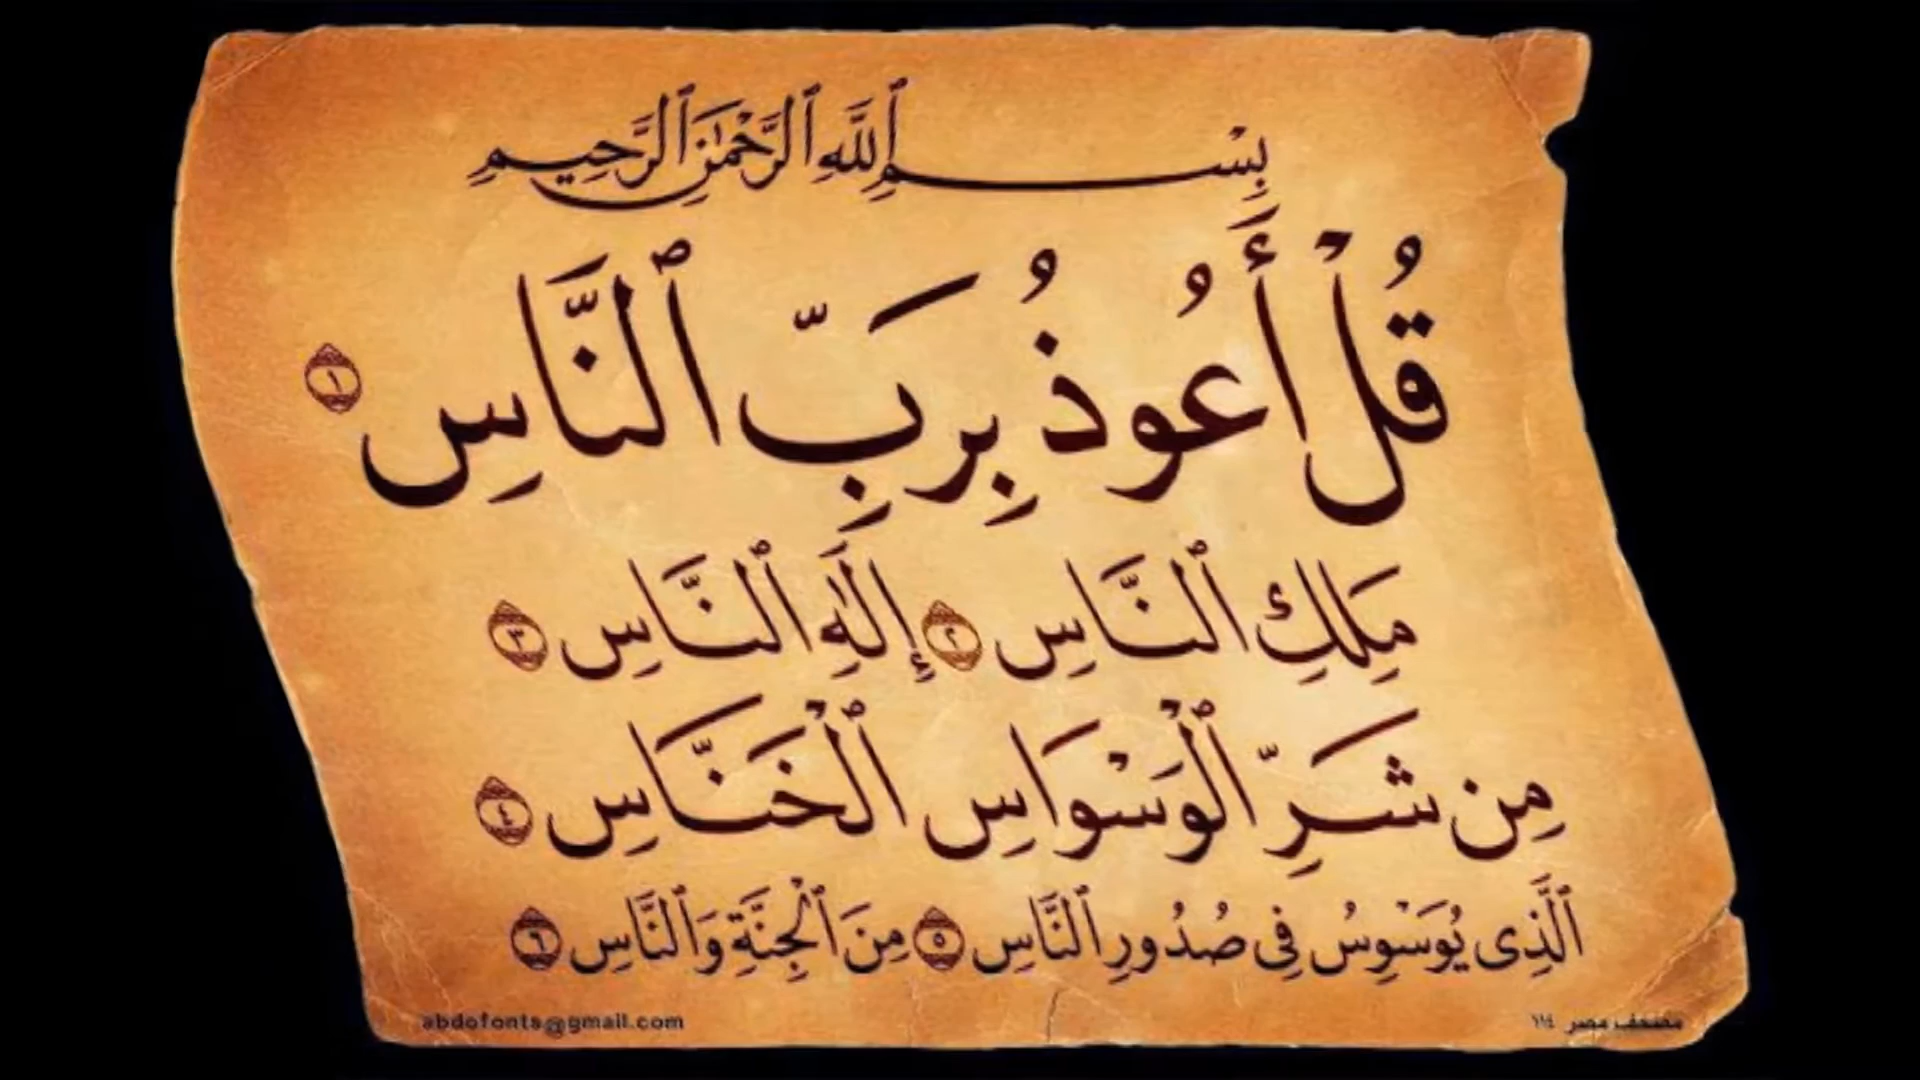 بِسْمِ ٱللَّهِ ٱلرَّحْمَٰنِ ٱلرَّحِيمِ
قُلْ أَعُوذُ بِرَبِّ ٱلنَّاسِ ١
مَلِكِ ٱلنَّاسِ ٢ إِلَٰهِ ٱلنَّاسِ ٣
مِن شَرِّ ٱلْوَسْوَاسِ ٱلْخَنَّاسِ ٤
ٱلَّذِى يُوَسْوِسُ فِى صُدُورِ ٱلنَّاسِ ٥ مِنَ ٱلْجِنَّةِ وَٱلنَّاسِ ٦
مصحف مصر ١١٤
abdofonts@gmail.com